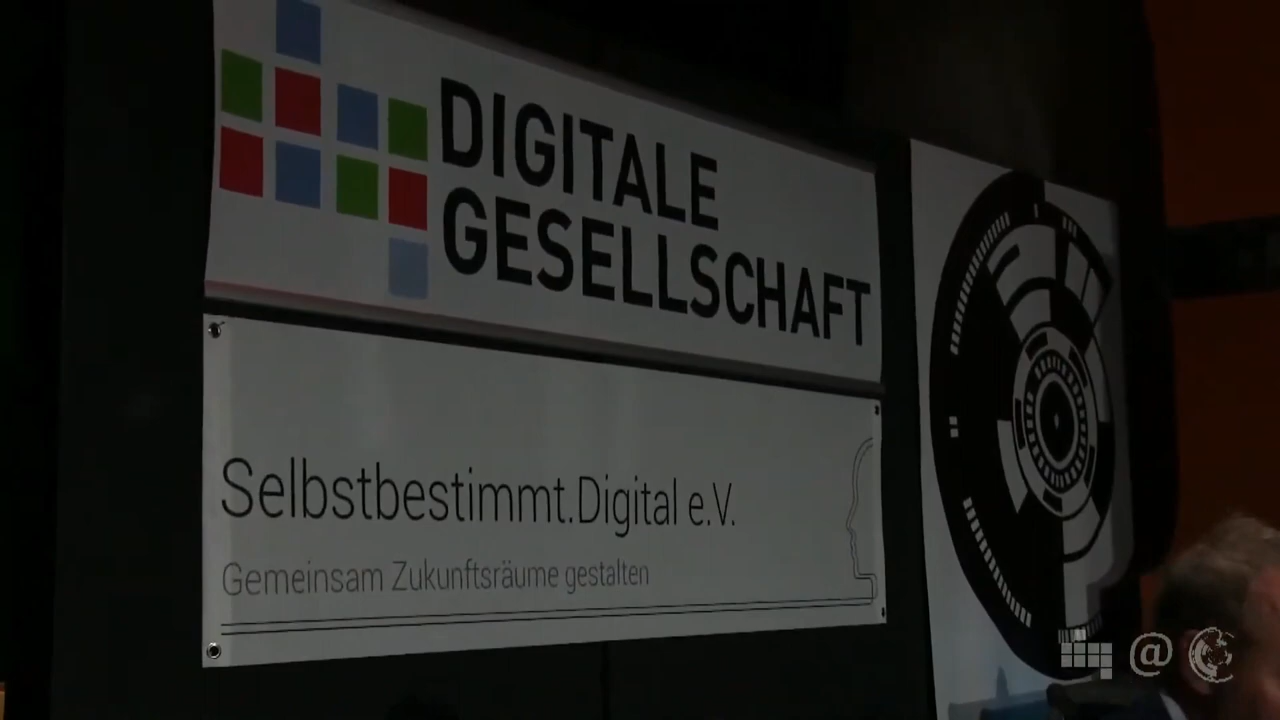 DIGITALE
GESELLSCHAFT
Selbstbestimmt.Digital e.V.
Gemeinsam Zukunftsräume gestalten
@